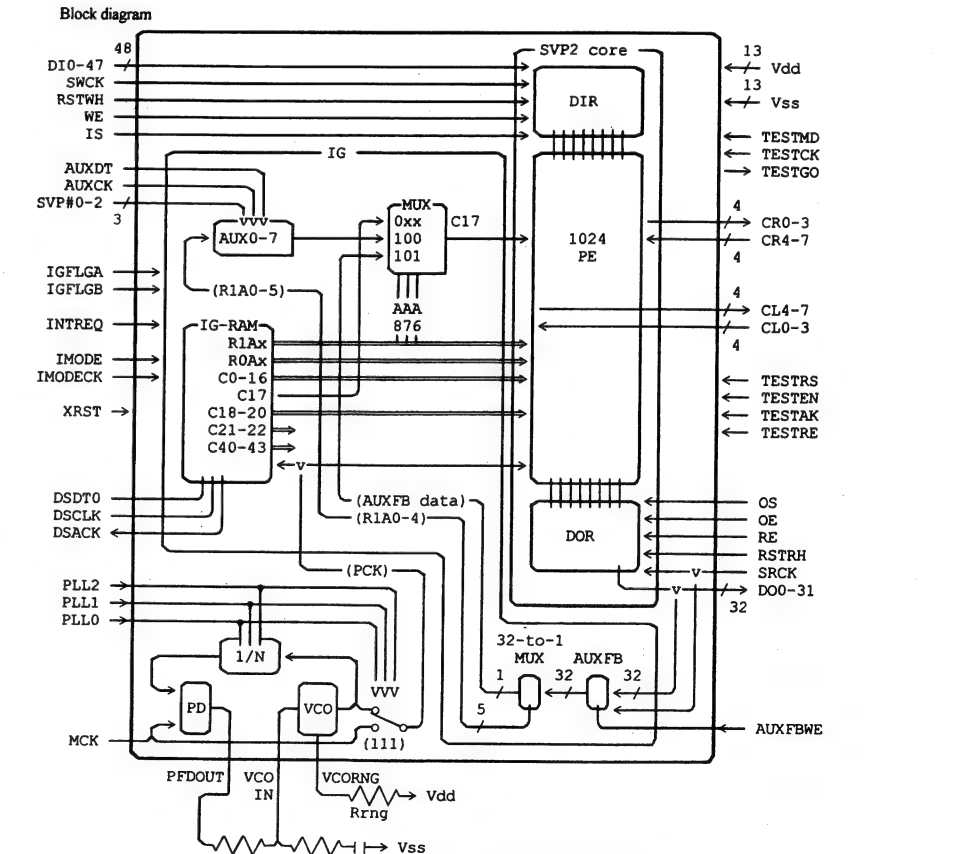 Block diagram
48
DI0-47
SWCK
RSTWH
WE
IS
AUXDT
AUXCK
SVP#0-2
3
IGFLGA
IGFLGB
INTREQ
IMODE
IMODECK
XRST
DSDT0
DSCLK
DSACK
PLL2
PLL1
PLL0
MCK
IG
AUX0-7
(R1A0-5)
MUX
0xx
100
101
C17
AAA
876
IG-RAM
R1Ax
R0Ax
C0-16
C17
C18-20
C21-22
C40-43
(AUXFB data)
(R1A0-4)
(PCK)
SVP2 core
DIR
1024
PE
DOR
13
Vdd
13
Vss
TESTMD
TESTCK
TESTGO
4
CR0-3
CR4-7
4
4
CL4-7
CL0-3
4
TESTRS
TESTEN
TESTAK
TESTRE
OS
OE
RE
RSTRH
SRCK
DO0-31
32
1/N
PD
VCO
VVV
(111)
32-to-1
MUX
AUXFB
1
32
32
5
AUXFBWE
PFDOUT
VCO
IN
VCORNG
Vdd
Rrng
Vss